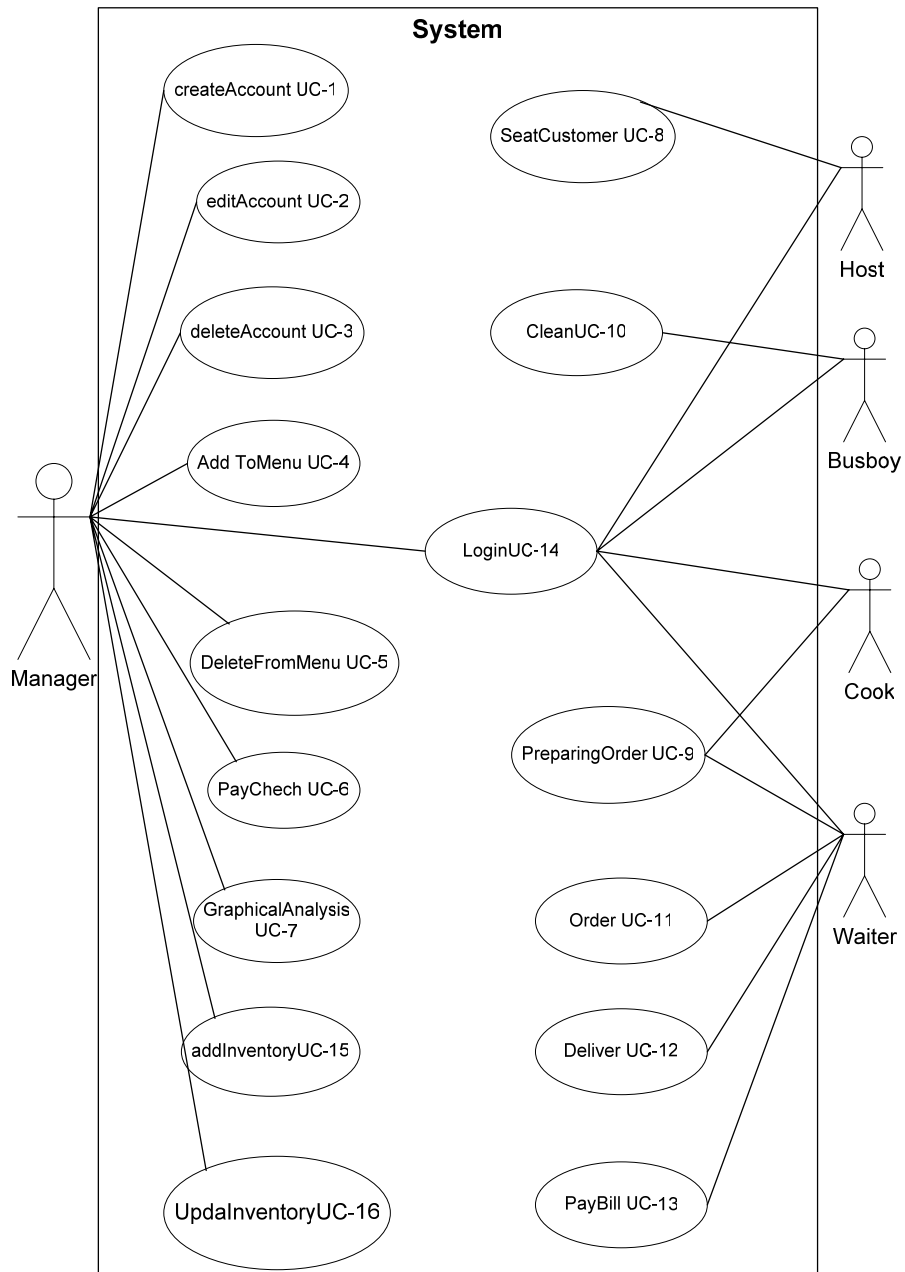 System
createAccount UC-1
SeatCustomer UC-8
editAccount UC-2
Host
deleteAccount UC-3
CleanUC-10
Busboy
Add ToMenu UC-4
LoginUC-14
Manager
DeleteFromMenu UC-5
Cook
PreparingOrder UC-9
PayChech UC-6
GraphicalAnalysis
UC-7
Order UC-11
Waiter
addInventoryUC-15
Deliver UC-12
UpdaInventoryUC-16
PayBill UC-13